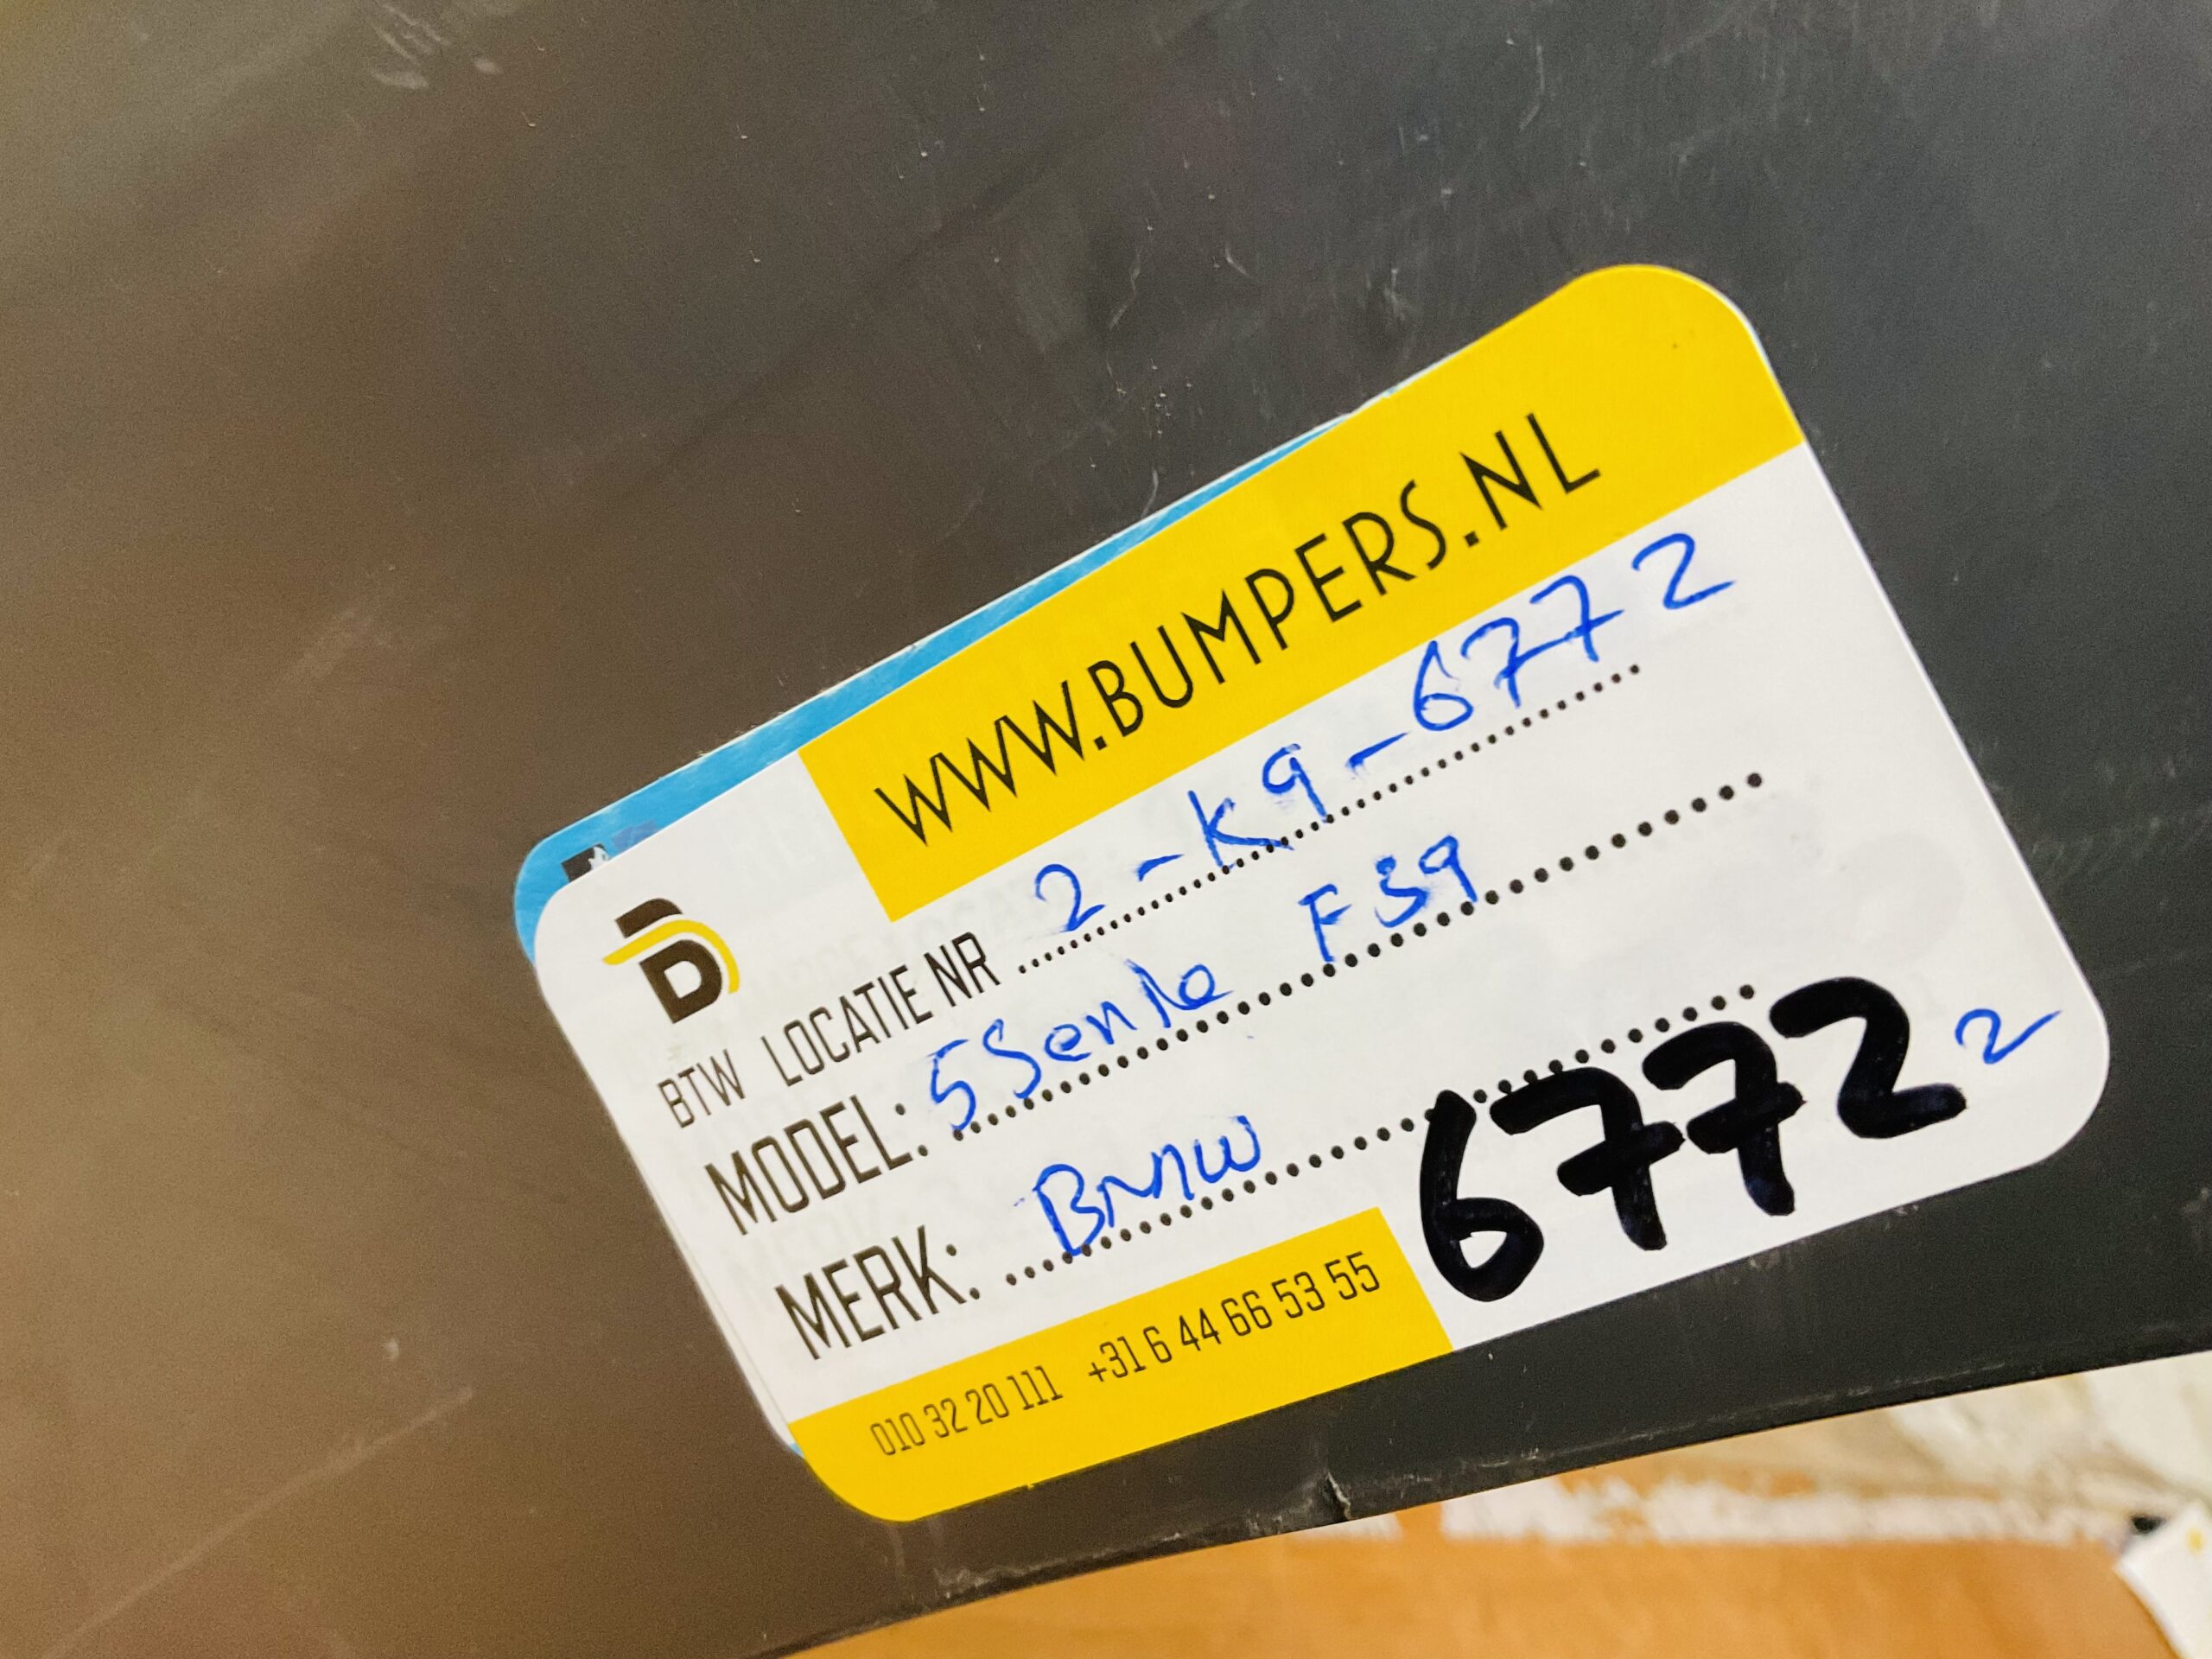 WWW.BUMPERS.NL
B
BTW LOCATIE NR 2-K9-6772
MODEL: 5Serie F39
MERK: BMW
6772 2
010 32 20 111 +31 6 44 66 53 55